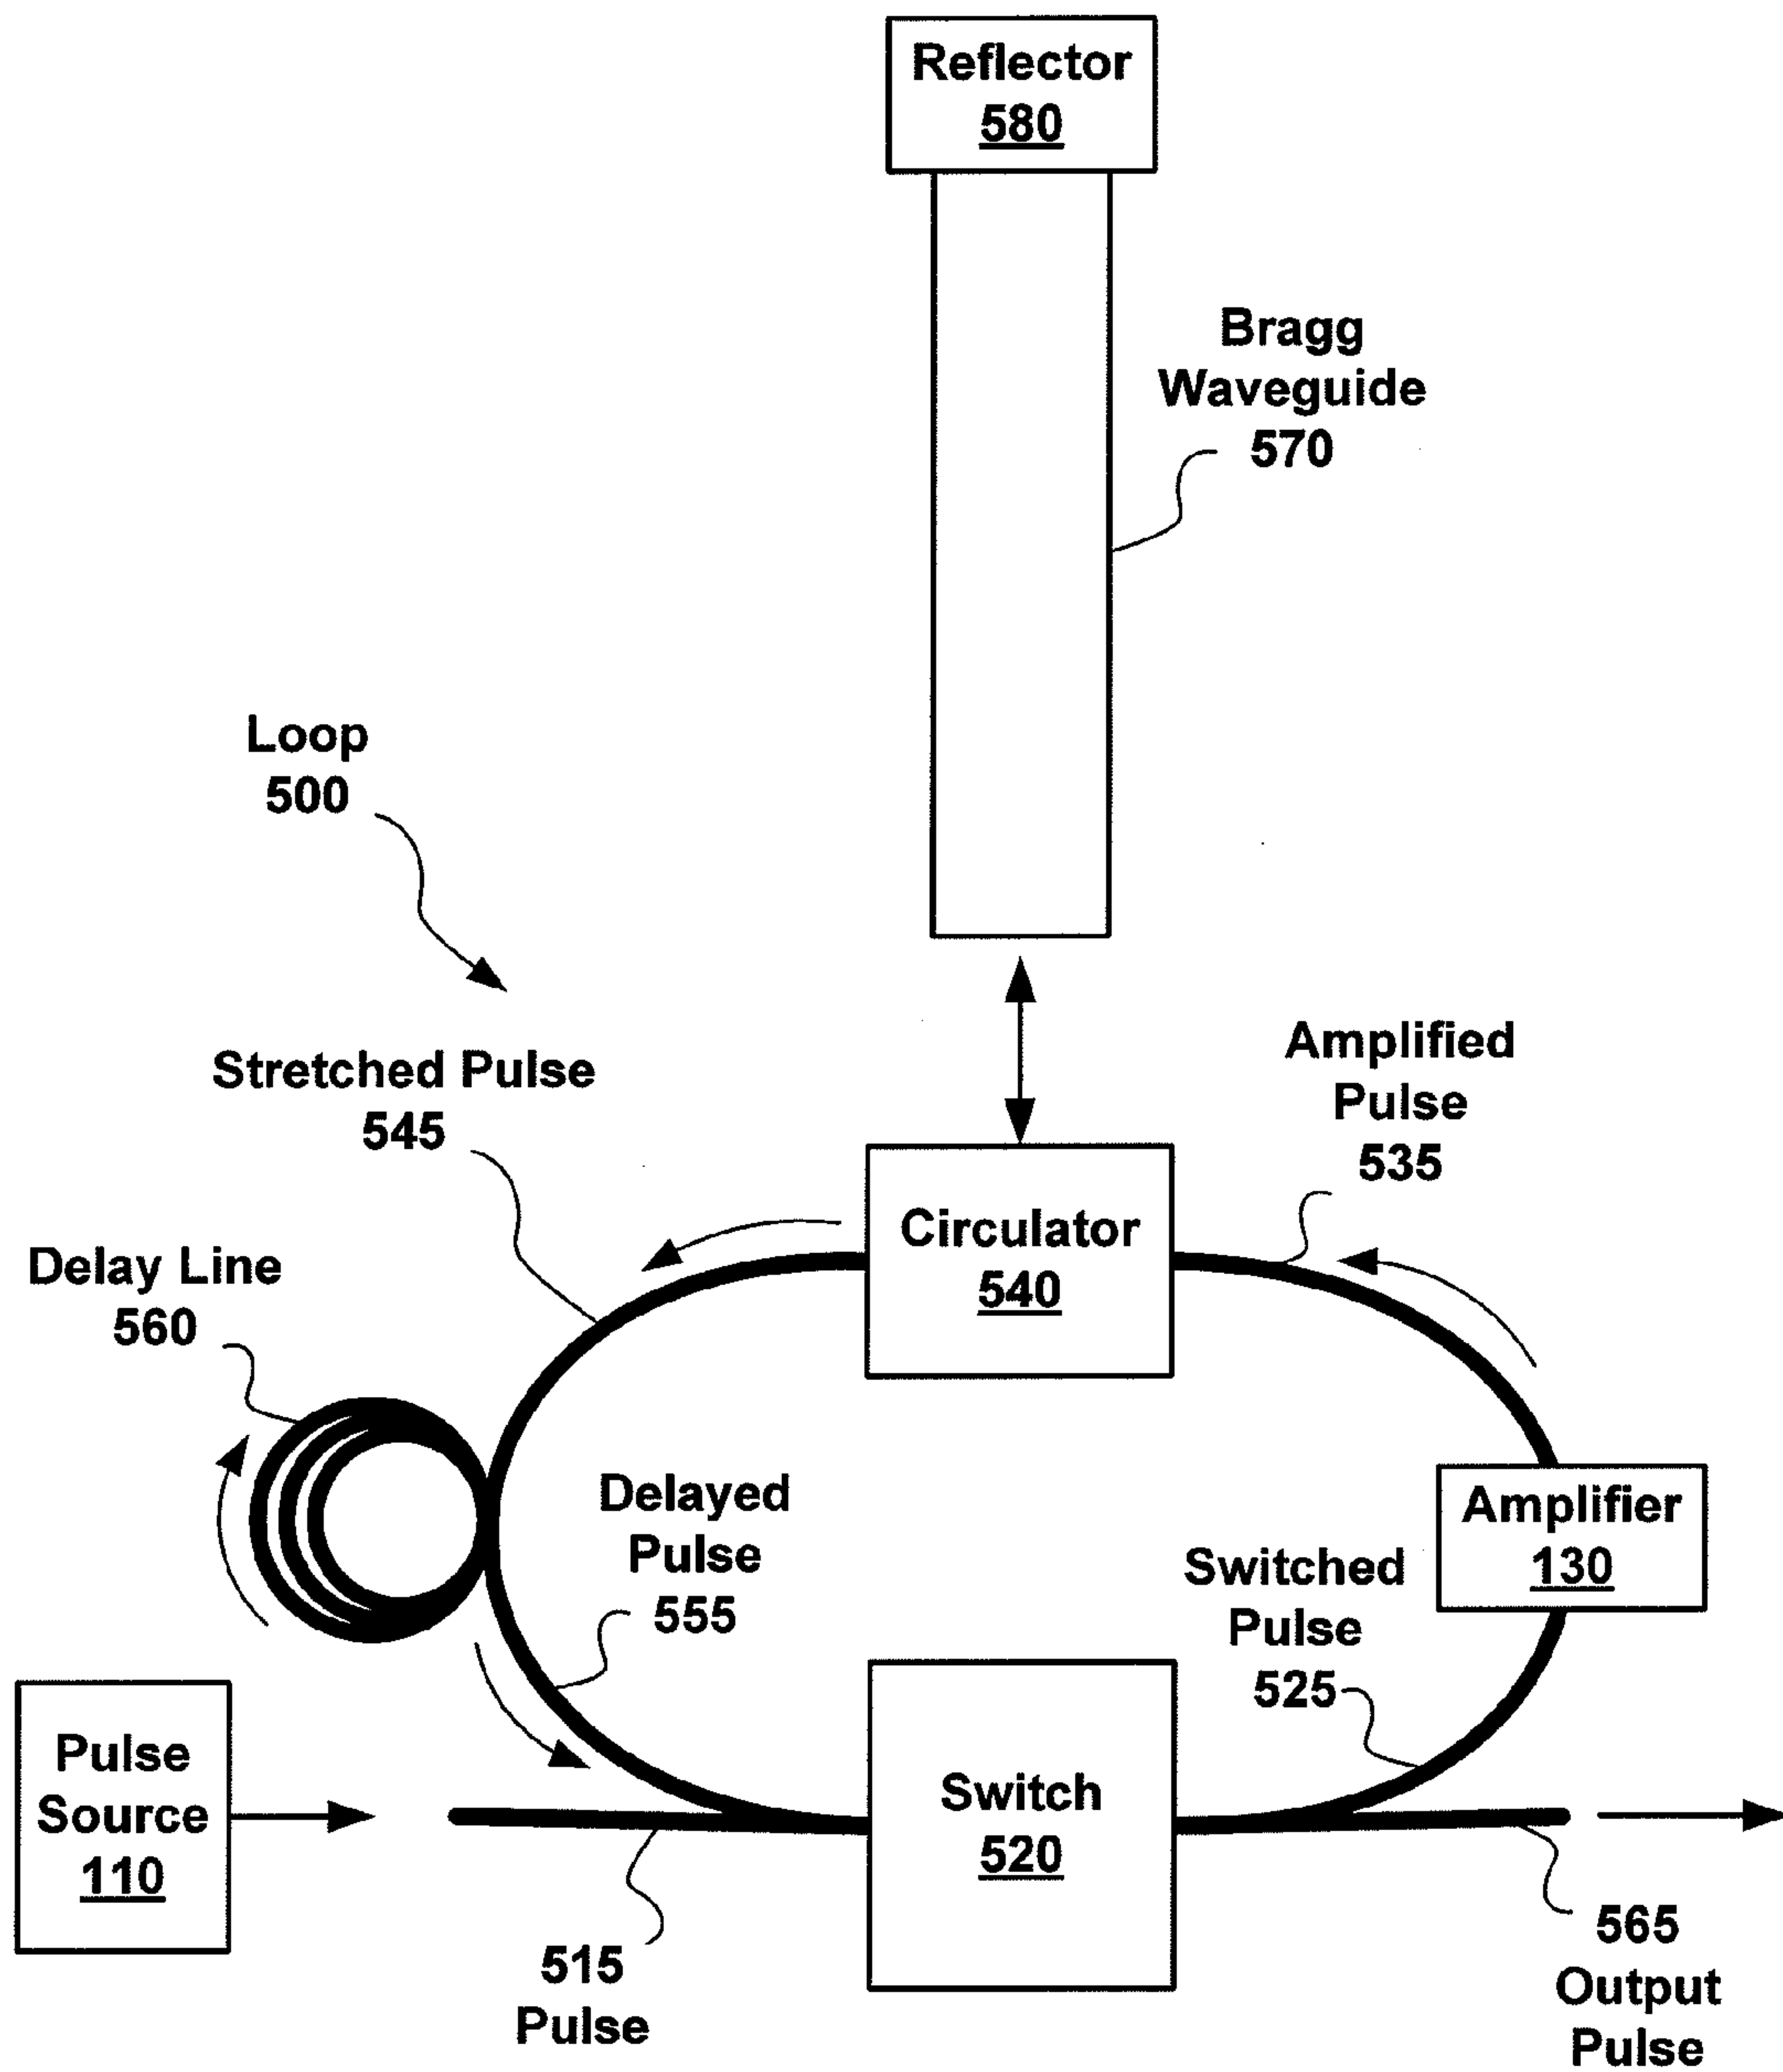 Reflector
580
Bragg
Waveguide
570
Loop
500
Stretched Pulse
545
Amplified
Pulse
535
Circulator
540
Delay Line
560
Delayed
Pulse
555
Amplifier
130
Switched
Pulse
525
Pulse
Source
110
Switch
520
515
Pulse
565
Output
Pulse